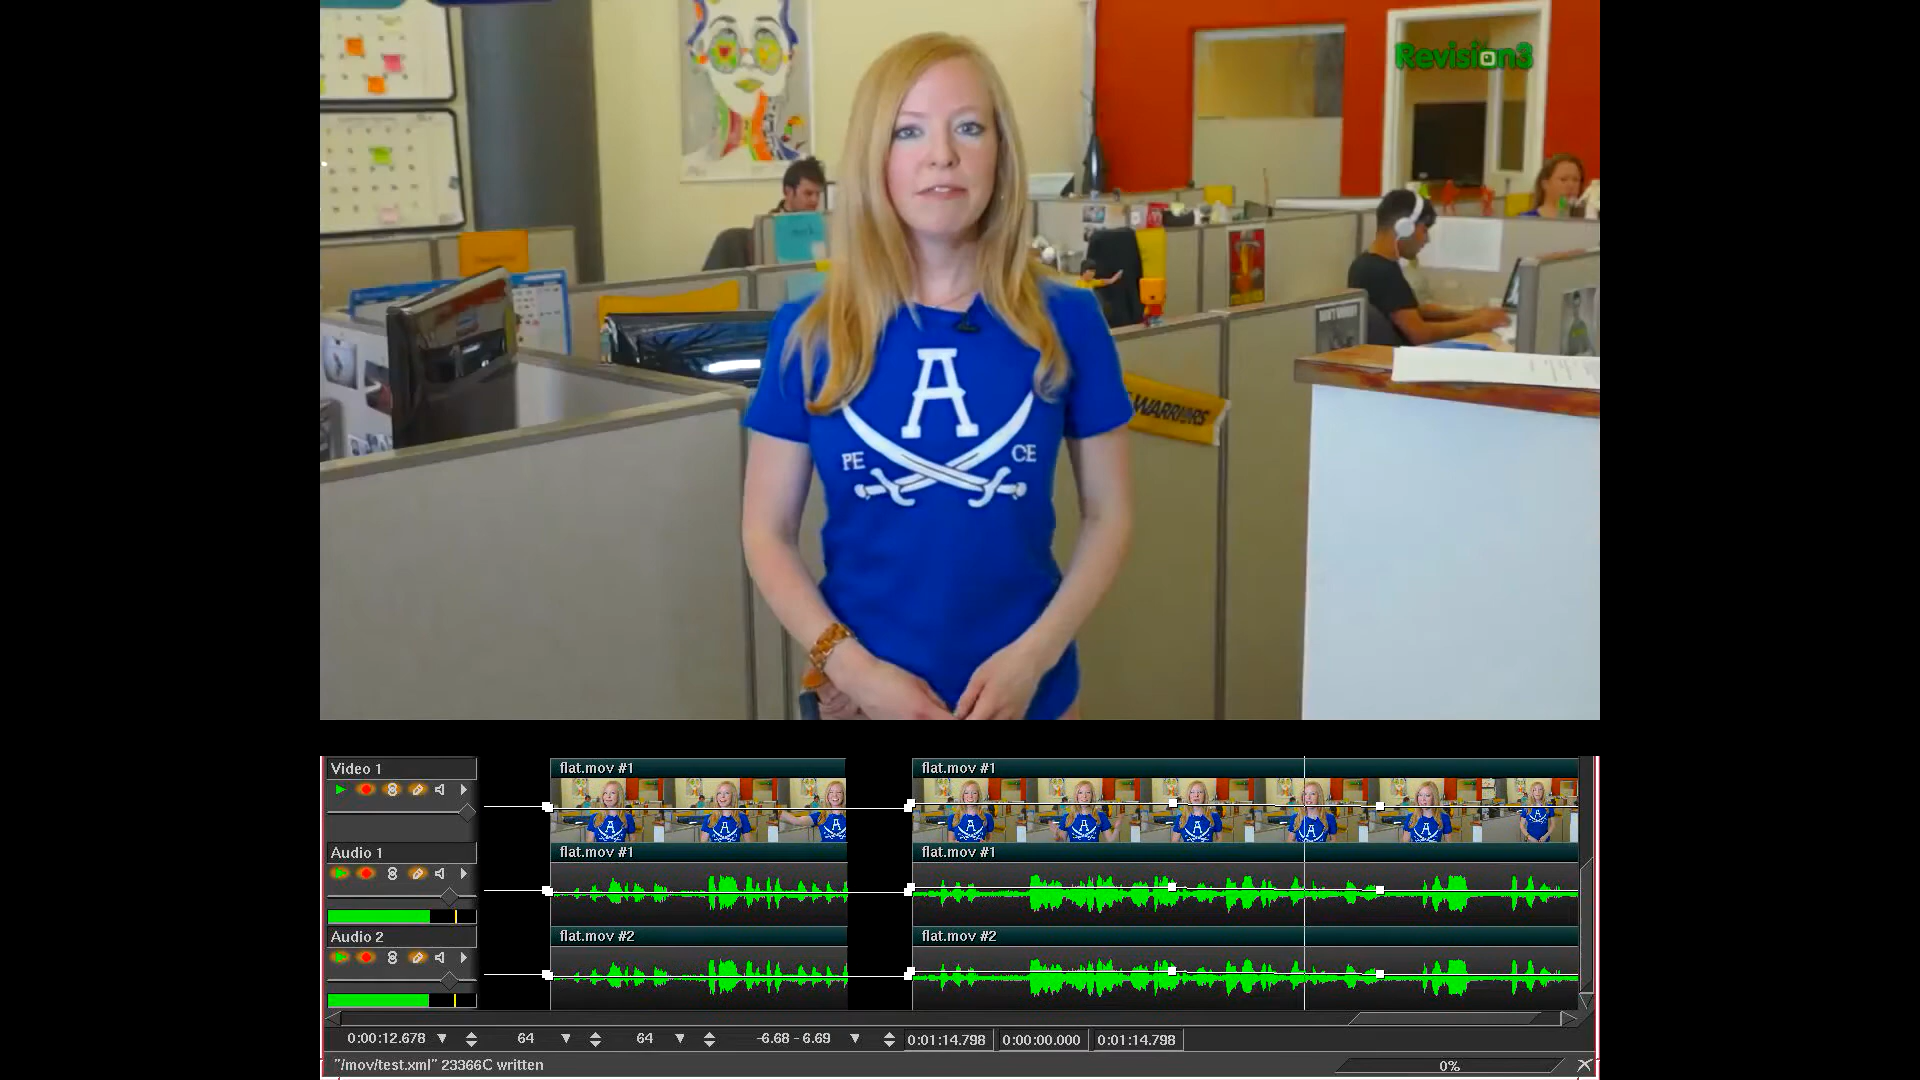 Revision3
WARRIORS
A
PE CE
Video 1
flat.mov #1
flat.mov #1
Audio 1
flat.mov #1
flat.mov #1
Audio 2
flat.mov #2
flat.mov #2
0:00:12.678
64
64
-6.68 - 6.69
0:01:14.798
0:00:00.000
0:01:14.798
"/mov/test.xml" 23366C written
0%